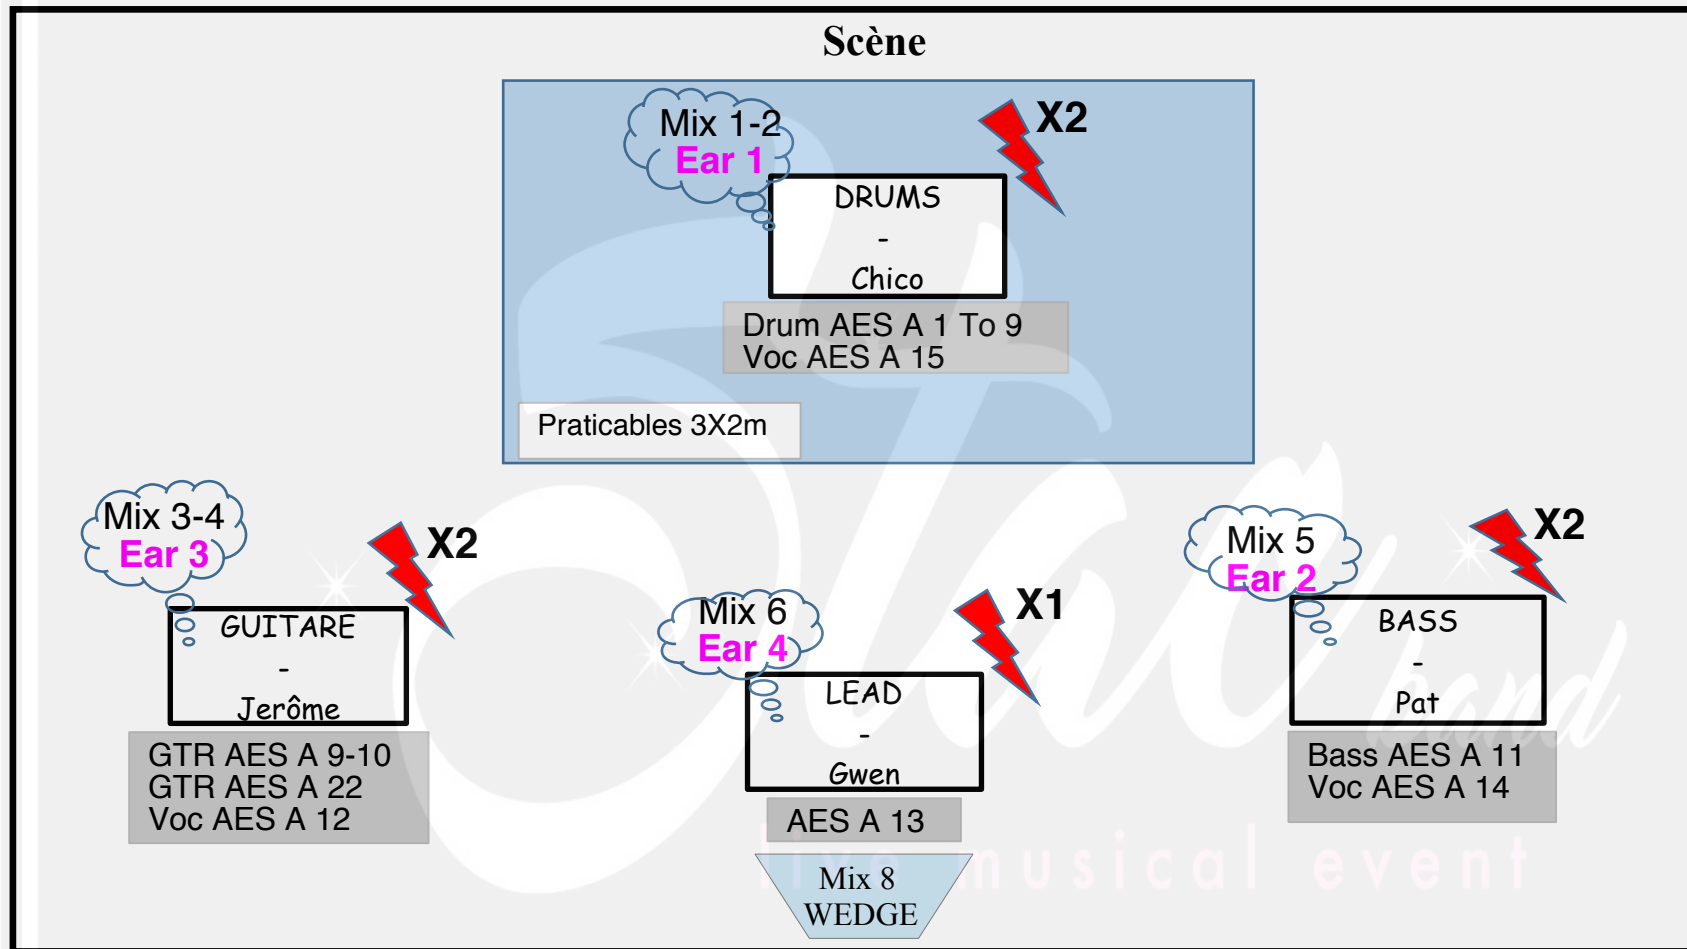 Scène
Mix 1-2
Ear 1
X2
DRUMS
-
Chico
Drum AES A 1 To 9
Voc AES A 15
Praticables 3X2m
Mix 3-4
Ear 3
X2
GUITARE
-
Jerôme
GTR AES A 9-10
GTR AES A 22
Voc AES A 12
Mix 6
Ear 4
X1
LEAD
-
Gwen
AES A 13
Mix 8
WEDGE
Mix 5
Ear 2
X2
BASS
-
Pat
Bass AES A 11
Voc AES A 14
Star
band
live musical event